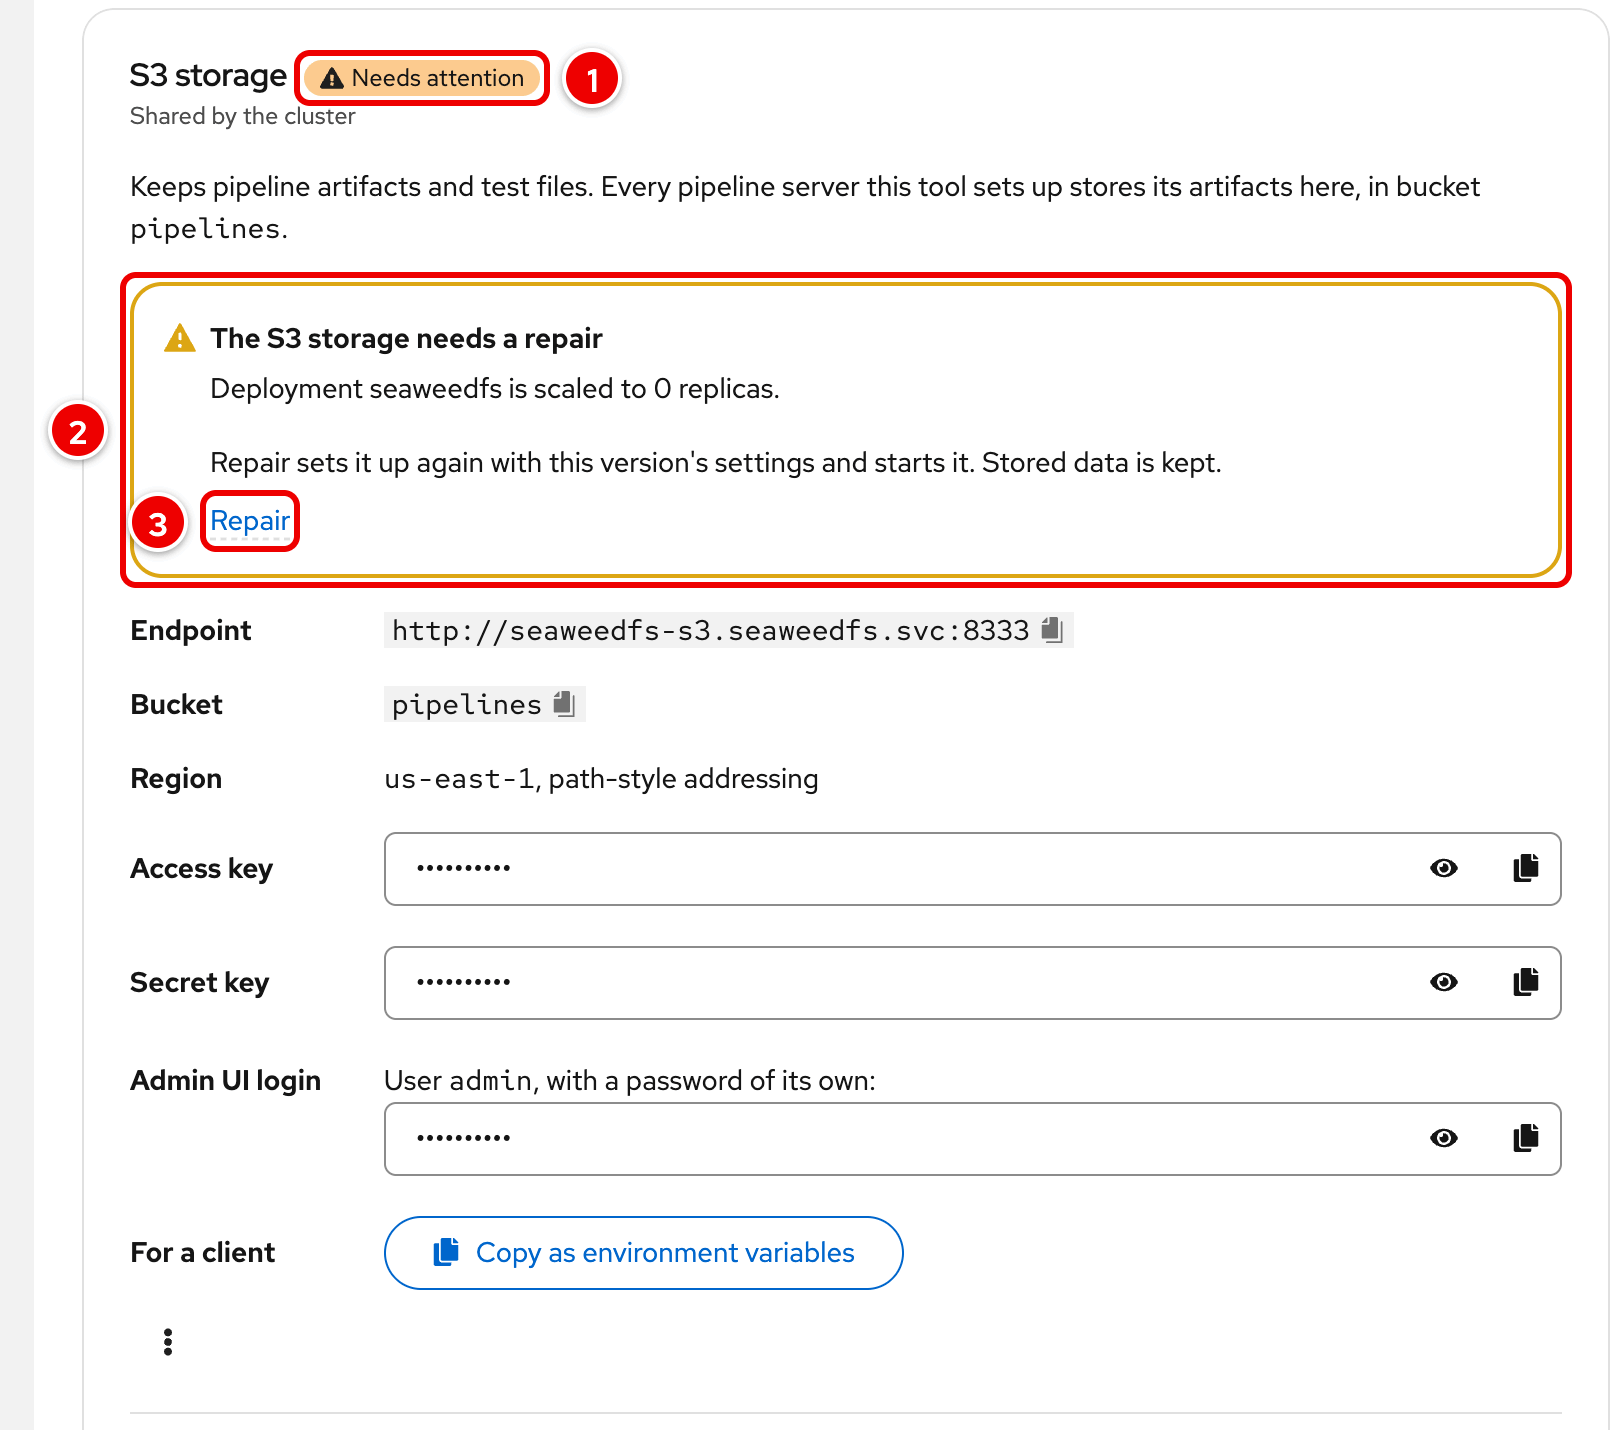 S3 storage Needs attention 1
Shared by the cluster
Keeps pipeline artifacts and test files. Every pipeline server this tool sets up stores its artifacts here, in bucket
pipelines.
The S3 storage needs a repair
Deployment seaweedfs is scaled to 0 replicas.
2
Repair sets it up again with this version's settings and starts it. Stored data is kept.
3 Repair
Endpoint http://seaweedfs-s3.seaweedfs.svc:8333
Bucket pipelines
Region us-east-1, path-style addressing
Access key ••••••••••
Secret key ••••••••••
Admin UI login User admin, with a password of its own:
••••••••••
For a client Copy as environment variables